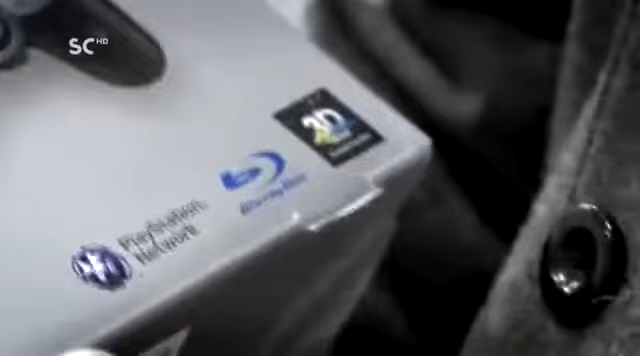 SC HD
3D
Blu-ray Disc
PlayStation
Network